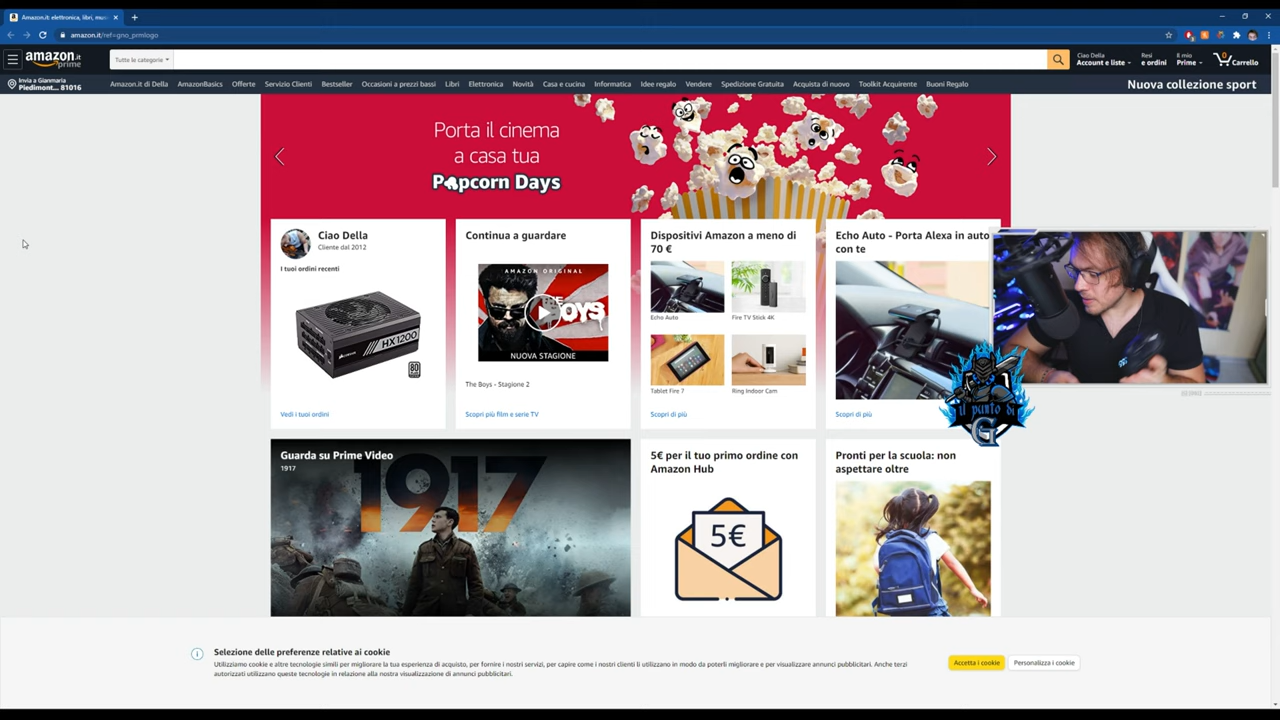 Amazon.it: elettronica, libri, mus
amazon.it/ref=gno_prmlogo
amazon.it
prime
Tutte le categorie
Ciao Della
Account e liste
Resi
e ordini
Il mio
Prime
0
Carrello
Invia a Gianmaria
Piedimont... 81016
Amazon.it di Della
AmazonBasics
Offerte
Servizio Clienti
Bestseller
Occasioni a prezzi bassi
Libri
Elettronica
Novità
Casa e cucina
Informatica
Idee regalo
Vendere
Spedizione Gratuita
Acquista di nuovo
Toolkit Acquirente
Buoni Regalo
Nuova collezione sport
Porta il cinema
a casa tua
Popcorn Days
Ciao Della
Cliente dal 2012
I tuoi ordini recenti
HX1200
80
Vedi i tuoi ordini
Continua a guardare
AMAZON ORIGINAL
THE
BOYS
NUOVA STAGIONE
The Boys - Stagione 2
Scopri più film e serie TV
Dispositivi Amazon a meno di
70 €
Echo Auto
Fire TV Stick 4K
Tablet Fire 7
Ring Indoor Cam
Scopri di più
Echo Auto - Porta Alexa in auto
con te
Scopri di più
il punto di
G
Guarda su Prime Video
1917
1917
5€ per il tuo primo ordine con
Amazon Hub
5€
Pronti per la scuola: non
aspettare oltre
Selezione delle preferenze relative ai cookie
Utilizziamo cookie e altre tecnologie simili per migliorare la tua esperienza di acquisto, per fornire i nostri servizi, per capire come i nostri clienti li utilizzano in modo da poterli migliorare e per visualizzare annunci pubblicitari. Anche terzi
autorizzati utilizzano queste tecnologie in relazione alla nostra visualizzazione di annunci pubblicitari.
Accetta i cookie
Personalizza i cookie